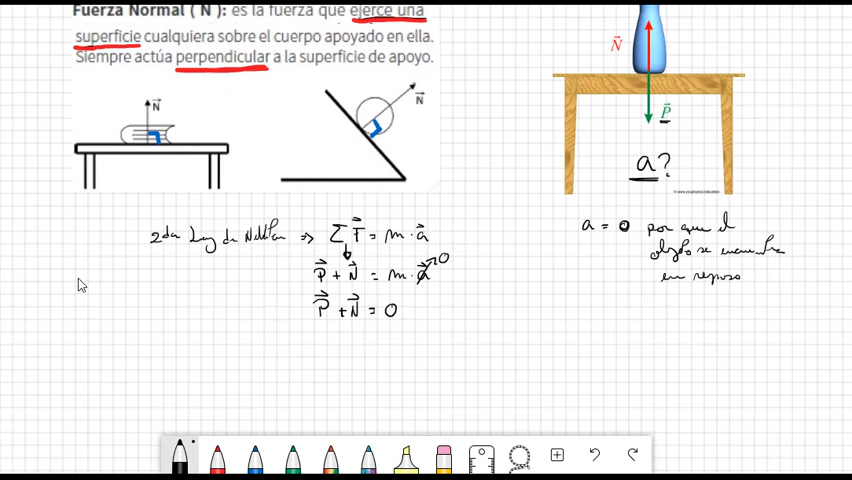 Fuerza Normal ( N ): es la fuerza que ejerce una
superficie cualquiera sobre el cuerpo apoyado en ella.
Siempre actúa perpendicular a la superficie de apoyo.
N
N
N
P
a?
2da Ley de Newton ⇒ ΣF = m · a
P + N = m · a 0
P + N = 0
a = 0 por que el
objeto se encuentra
en reposo